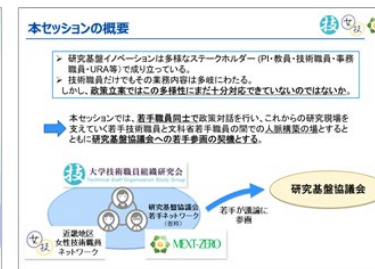 本セッションの概要
➢ 研究基盤イノベーションは多様なステークホルダー（PI・教員・技術職員・事務
職員・URA等）で成り立っている。
➢ 技術職員だけでもその業務内容は多岐にわたる。
しかし、政策立案ではこの多様性にまだ十分対応できていないのではないか。
本セッションでは、若手職員同士で政策対話を行い、これからの研究現場を
支えていく若手技術職員と文科省若手職員の間での人脈構築の場とすると
ともに研究基盤協議会への若手参画の契機とする。
大学技術職員組織研究会
Technical Staff Organization Study Group
研究基盤協議会
若手ネットワーク
（仮称）
若手が議論に
参画
研究基盤協議会
近畿地区
女性技術職員
ネットワーク
MEXT-ZERO